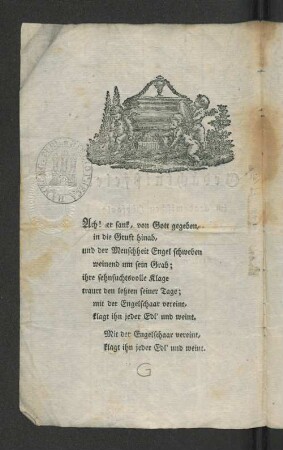 Ach! er sank, von Gott gegeben,
in die Gruft hinab,
und der Menschheit Engel schweben
weinend um sein Grab;
ihre sehnsuchtsvolle Klage
traurt den letzten seiner Tage;
mit der Engelschaar vereint,
klagt ihn jeder Edl' und weint.
Mit der Engelschaar vereint,
klagt ihn jeder Edl' und weint.
G